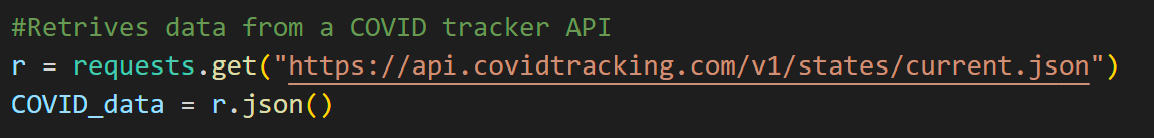 #Retrives data from a COVID tracker API
r = requests.get("https://api.covidtracking.com/v1/states/current.json")
COVID_data = r.json()